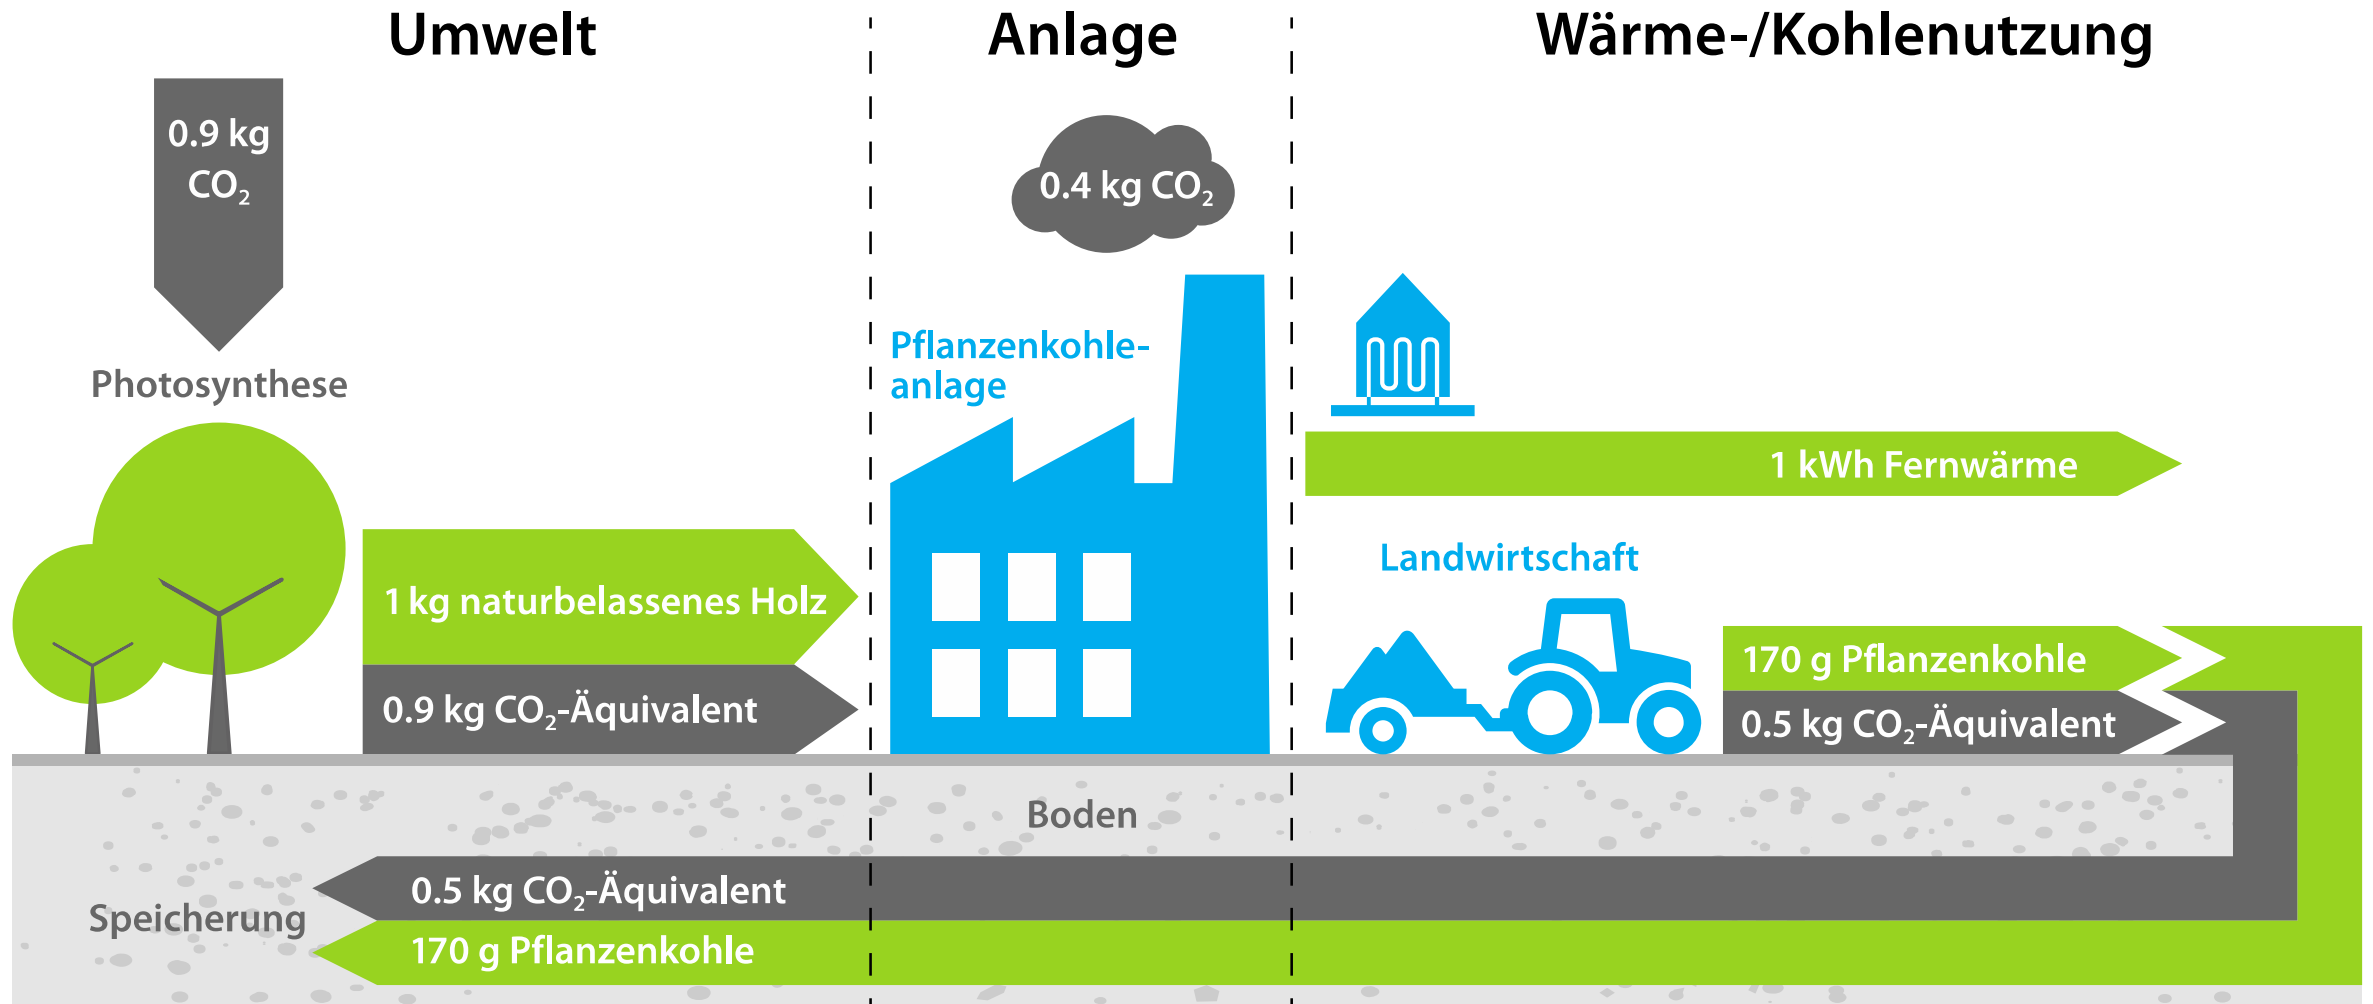 Umwelt
Anlage
Wärme-/Kohlenutzung
0.9 kg
CO₂
0.4 kg CO₂
Photosynthese
Pflanzenkohle-
anlage
1 kWh Fernwärme
1 kg naturbelassenes Holz
0.9 kg CO₂-Äquivalent
Landwirtschaft
170 g Pflanzenkohle
0.5 kg CO₂-Äquivalent
Boden
Speicherung
0.5 kg CO₂-Äquivalent
170 g Pflanzenkohle